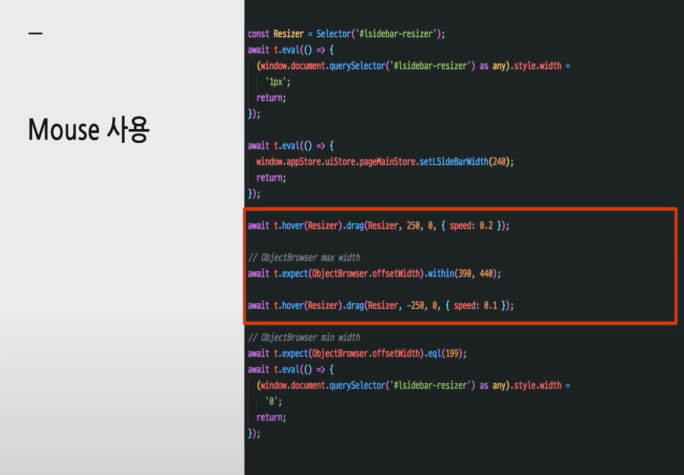 Mouse 사용
const Resizer = Selector('#lsidebar-resizer');
await t.eval(() => {
(window.document.querySelector('#lsidebar-resizer') as any).style.width =
'1px';
return;
});
await t.eval(() => {
window.appStore.uiStore.pageMainStore.setLSideBarWidth(240);
return;
});
await t.hover(Resizer).drag(Resizer, 250, 0, { speed: 0.2 });
// ObjectBrowser max width
await t.expect(ObjectBrowser.offsetWidth).within(390, 440);
await t.hover(Resizer).drag(Resizer, -250, 0, { speed: 0.1 });
// ObjectBrowser min width
await t.expect(ObjectBrowser.offsetWidth).eql(199);
await t.eval(() => {
(window.document.querySelector('#lsidebar-resizer') as any).style.width =
'0';
return;
});